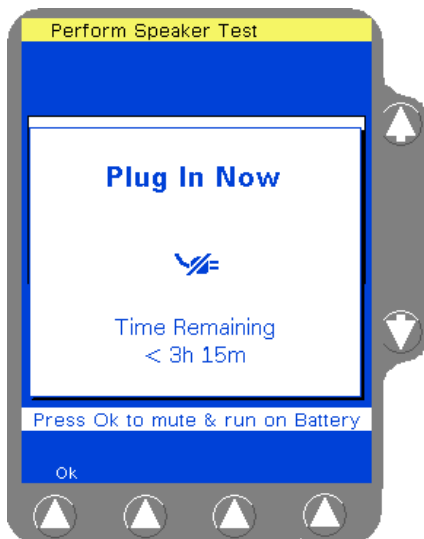 Perform Speaker Test
Plug In Now
Time Remaining
< 3h 15m
Press Ok to mute & run on Battery
Ok